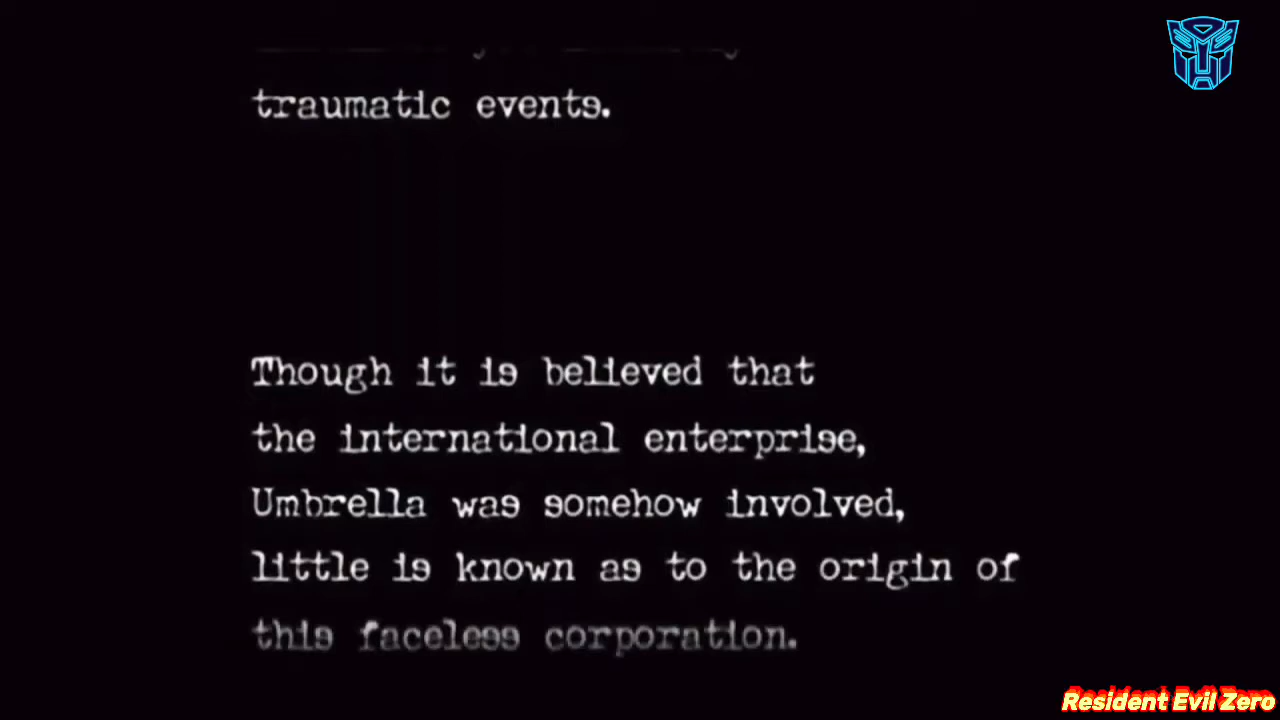 traumatic events.
Though it is believed that
the international enterprise,
Umbrella was somehow involved,
little is known as to the origin of
this faceless corporation.
Resident Evil Zero